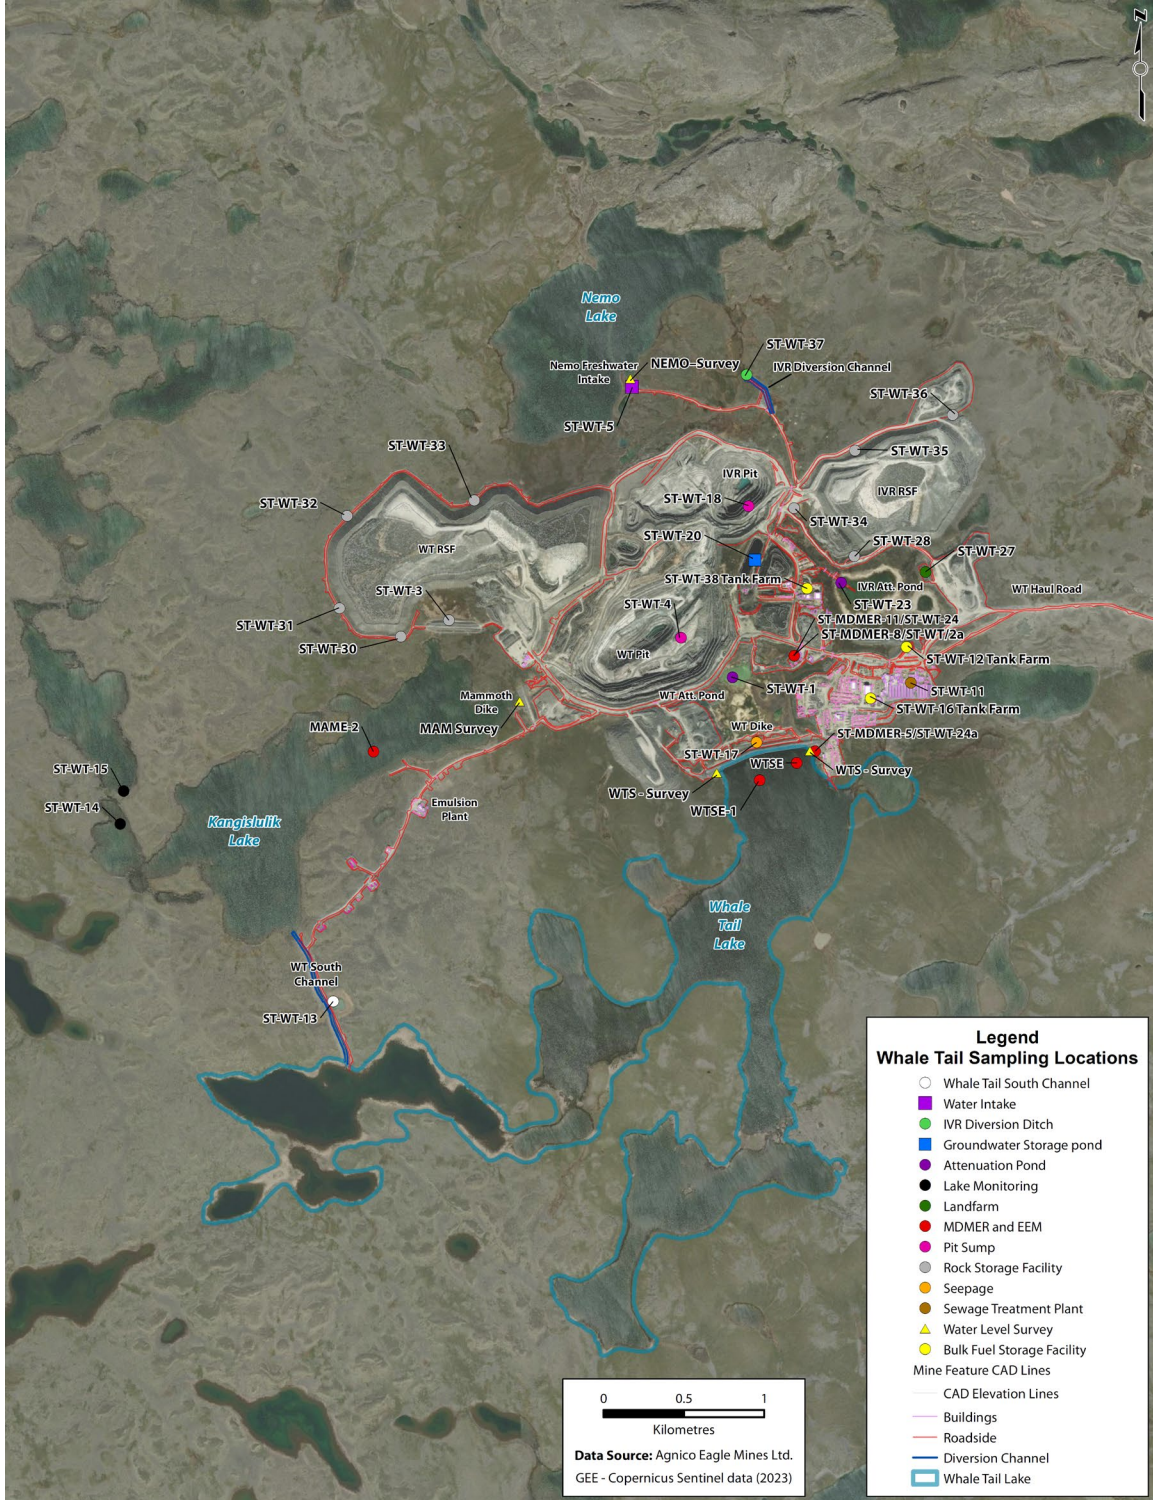 N
Nemo
Lake
ST-WT-37
NEMO–Survey
Nemo Freshwater
Intake
IVR Diversion Channel
ST-WT-36
ST-WT-5
ST-WT-33
ST-WT-35
IVR Pit
IVR RSF
ST-WT-32
ST-WT-18
ST-WT-34
ST-WT-20
WT RSF
ST-WT-28
ST-WT-27
ST-WT-38 Tank Farm
IVR Att. Pond
WT Haul Road
ST-WT-3
ST-WT-4
ST-WT-23
ST-WT-31
ST-MDMER-11/ST-WT-24
ST-MDMER-8/ST-WT/2a
ST-WT-30
WT Pit
ST-WT-12 Tank Farm
Mammoth
Dike
WT Att. Pond
ST-WT-1
ST-WT-11
ST-WT-16 Tank Farm
MAME-2
MAM Survey
WT Dike
ST-MDMER-5/ST-WT-24a
ST-WT-17
WTSE
WTS - Survey
ST-WT-15
WTS - Survey
WTSE-1
ST-WT-14
Emulsion
Plant
Kangislulik
Lake
Whale
Tail
Lake
WT South
Channel
ST-WT-13
Legend
Whale Tail Sampling Locations
Whale Tail South Channel
Water Intake
IVR Diversion Ditch
Groundwater Storage pond
Attenuation Pond
Lake Monitoring
Landfarm
MDMER and EEM
Pit Sump
Rock Storage Facility
Seepage
Sewage Treatment Plant
Water Level Survey
Bulk Fuel Storage Facility
Mine Feature CAD Lines
CAD Elevation Lines
Buildings
Roadside
Diversion Channel
Whale Tail Lake
0 0.5 1
Kilometres
Data Source: Agnico Eagle Mines Ltd.
GEE - Copernicus Sentinel data (2023)